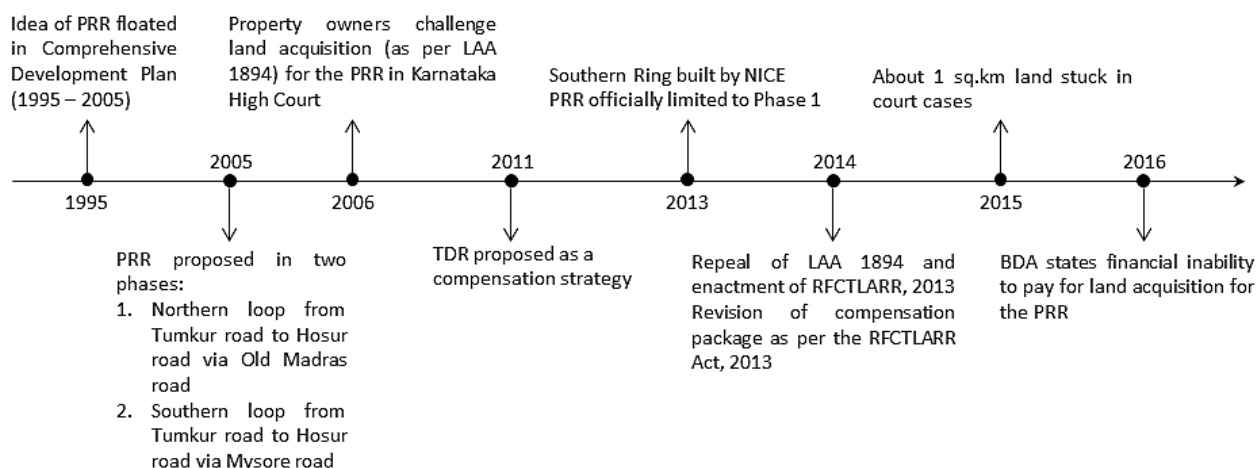 Idea of PRR floated
in Comprehensive
Development Plan
(1995 – 2005)
Property owners challenge
land acquisition (as per LAA
1894) for the PRR in Karnataka
High Court
Southern Ring built by NICE
PRR officially limited to Phase 1
About 1 sq.km land stuck in
court cases
1995
2005
2006
2011
2013
2014
2015
2016
PRR proposed in two
phases:
1. Northern loop from
Tumkur road to Hosur
road via Old Madras
road
2. Southern loop from
Tumkur road to Hosur
road via Mysore road
TDR proposed as a
compensation strategy
Repeal of LAA 1894 and
enactment of RFCTLARR, 2013
Revision of compensation
package as per the RFCTLARR
Act, 2013
BDA states financial inability
to pay for land acquisition for
the PRR